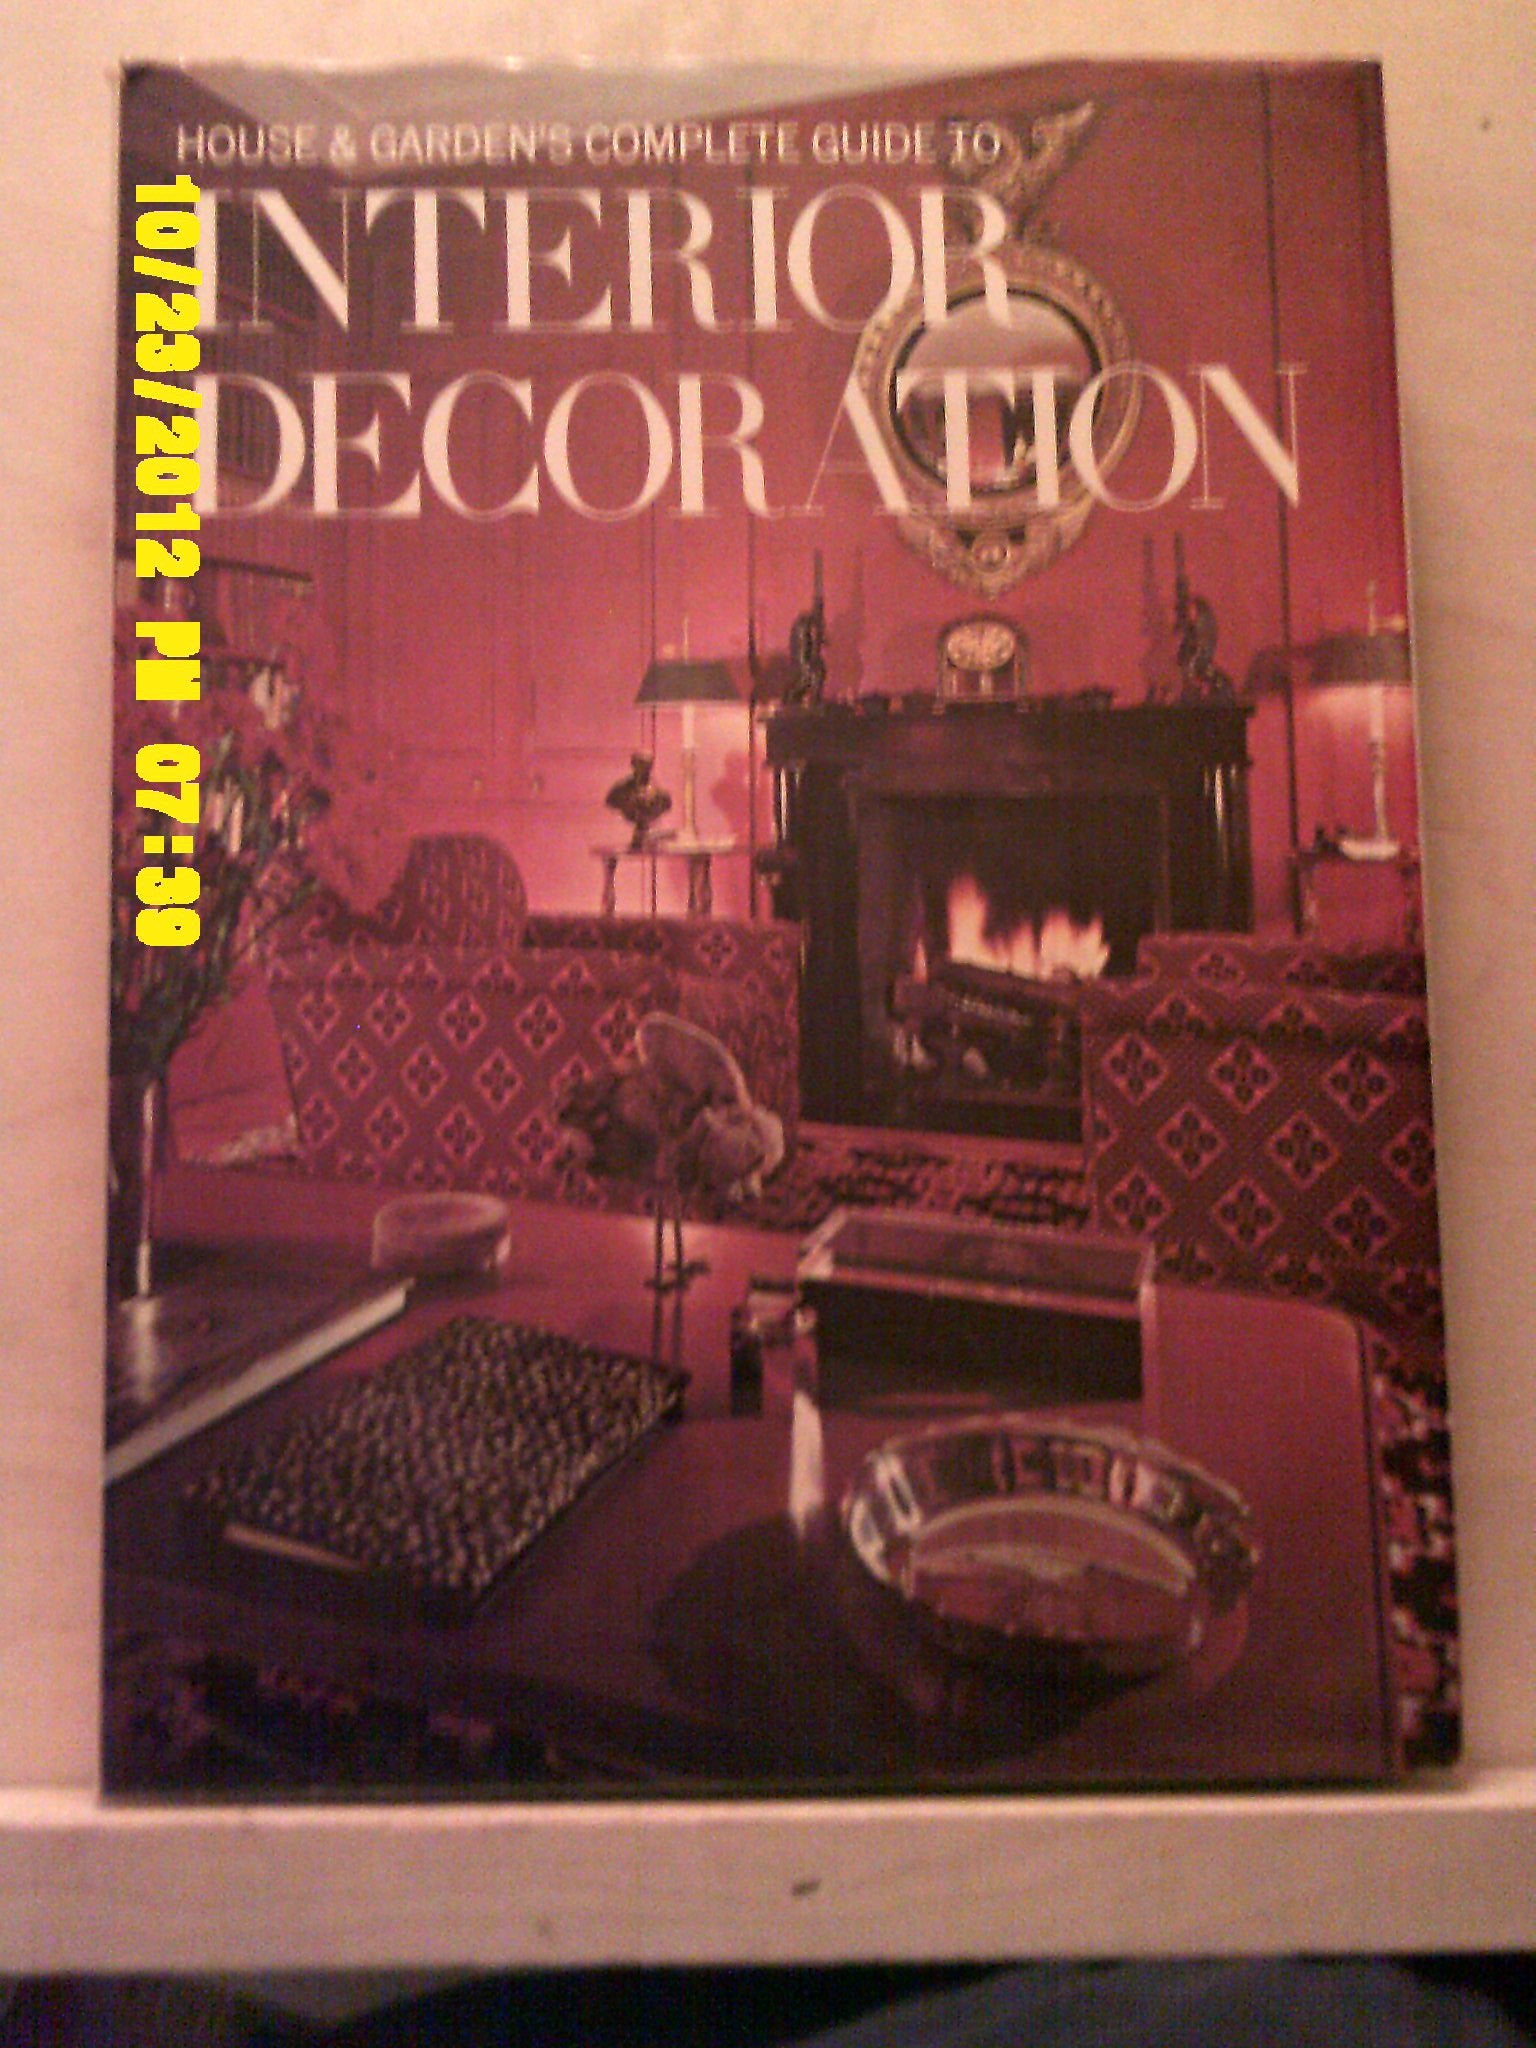 HOUSE & GARDEN'S COMPLETE GUIDE TO
INTERIOR
DECORATION
10/23/2012 PM 07:39